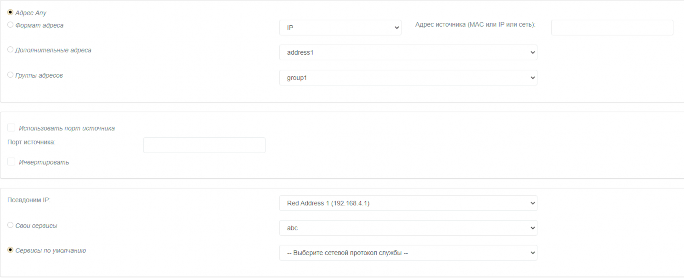 Адрес Any
Формат адреса IP Адрес источника (MAC или IP или сеть):
Дополнительные адреса address1
Группы адресов group1
Использовать порт источника
Порт источника:
Инвертировать
Псевдоним IP: Red Address 1 (192.168.4.1)
Свои сервисы abc
Сервисы по умолчанию -- Выберите сетевой протокол службы --